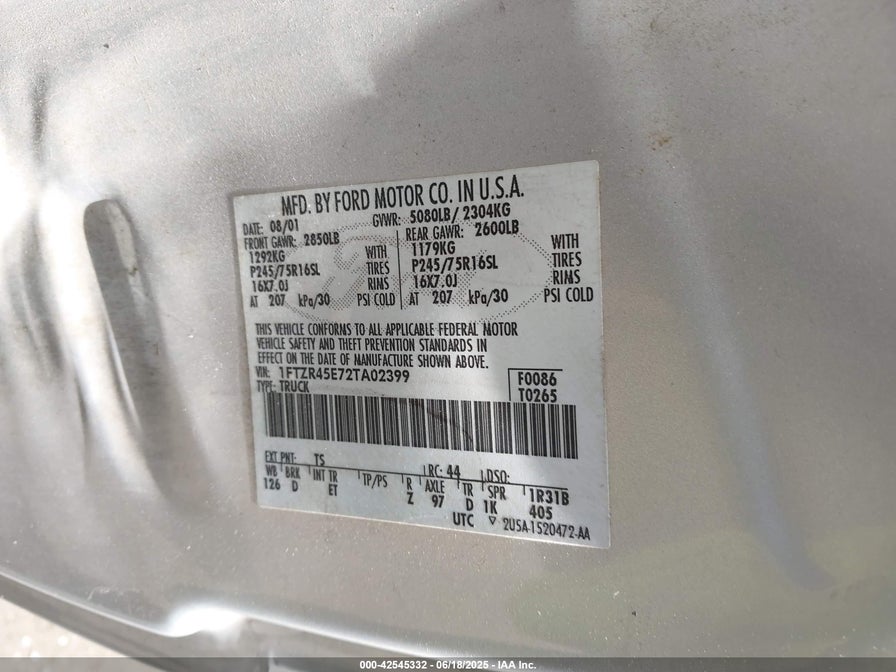 MFD. BY FORD MOTOR CO. IN U.S.A.
DATE: 08/01 GVWR: 5080LB/ 2304KG
FRONT GAWR: 2850LB REAR GAWR: 2600LB
1292KG WITH 1179KG WITH
P245/75R16SL TIRES P245/75R16SL TIRES
16X7.0J RIMS 16X7.0J RIMS
AT 207 kPa/30 PSI COLD AT 207 kPa/30 PSI COLD
THIS VEHICLE CONFORMS TO ALL APPLICABLE FEDERAL MOTOR
VEHICLE SAFETY AND THEFT PREVENTION STANDARDS IN
EFFECT ON THE DATE OF MANUFACTURE SHOWN ABOVE.
VIN: 1FTZR45E72TA02399 F0086
TYPE: TRUCK T0265
EXT PNT: TS RC: 44 DSO:
WB BRK INT TR TP/PS R AXLE TR SPR 1R31B
126 D ET Z 97 D 1K 405
UTC ▽ 2U5A-1520472-AA
000-42545332 - 06/18/2025 - IAA Inc.